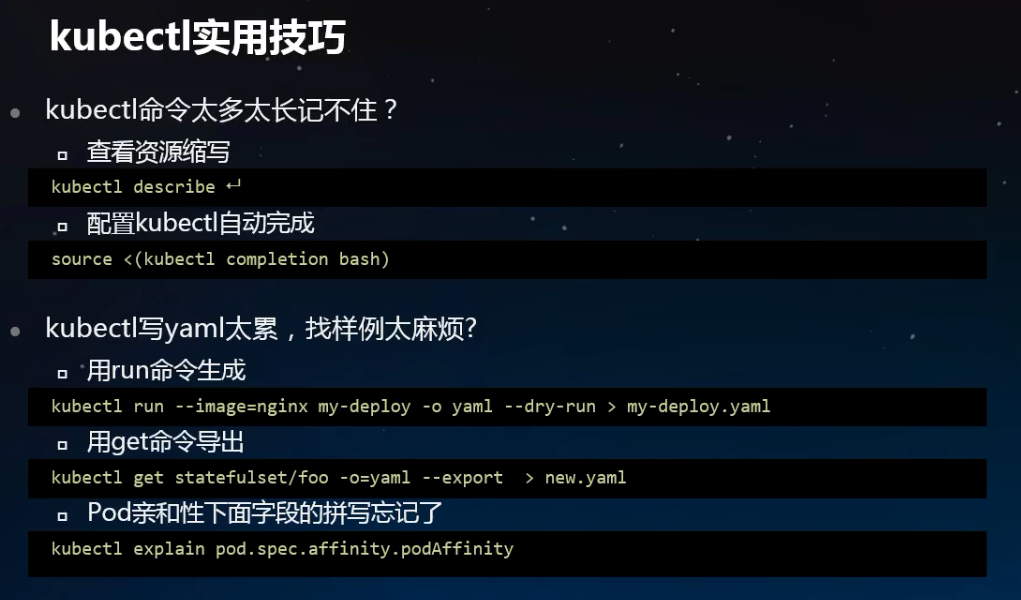 kubectl实用技巧
kubectl命令太多太长记不住？
查看资源缩写
kubectl describe ↵
配置kubectl自动完成
source <(kubectl completion bash)
kubectl写yaml太累，找样例太麻烦?
用run命令生成
kubectl run --image=nginx my-deploy -o yaml --dry-run > my-deploy.yaml
用get命令导出
kubectl get statefulset/foo -o=yaml --export  > new.yaml
Pod亲和性下面字段的拼写忘记了
kubectl explain pod.spec.affinity.podAffinity